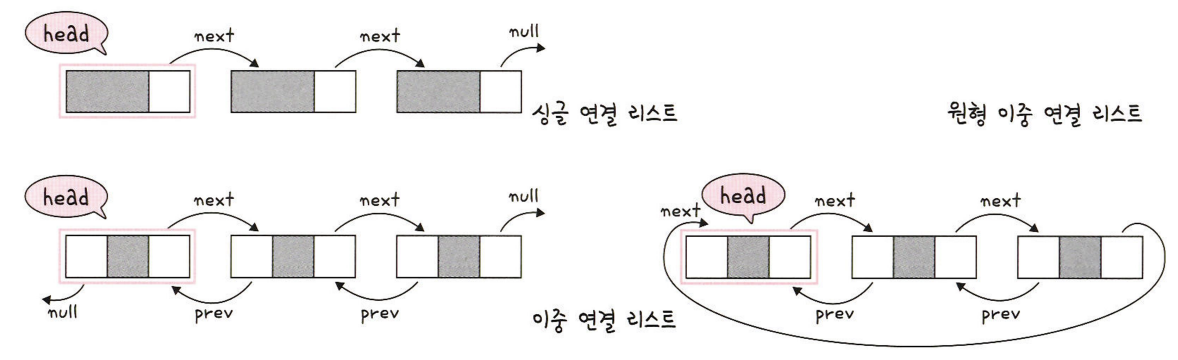 head
next
next
null
싱글 연결 리스트
원형 이중 연결 리스트
head
next
next
null
null
prev
prev
이중 연결 리스트
next
head
next
next
prev
prev